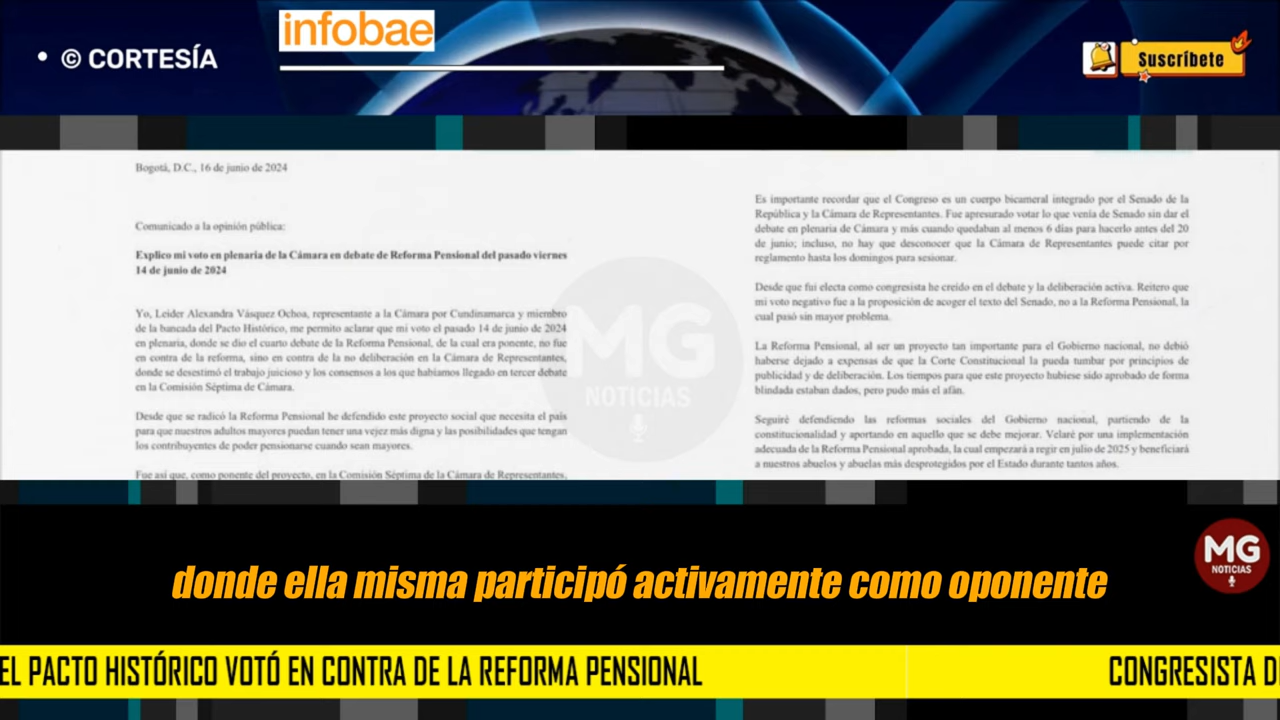 infobae
• © CORTESÍA
Suscríbete
Bogotá, D.C., 16 de junio de 2024
Comunicado a la opinión pública:
Explico mi voto en plenaria de la Cámara en debate de Reforma Pensional del pasado viernes
14 de junio de 2024
Yo, Leider Alexandra Vásquez Ochoa, representante a la Cámara por Cundinamarca y miembro
de la bancada del Pacto Histórico, me permito aclarar que mi voto el pasado 14 de junio de 2024
en plenaria, donde se dio el cuarto debate de la Reforma Pensional, de la cual era ponente, no fue
en contra de la reforma, sino en contra de la no deliberación en la Cámara de Representantes,
donde se desestimó el trabajo juicioso y los consensos a los que habíamos llegado en tercer debate
en la Comisión Séptima de Cámara.
Desde que se radicó la Reforma Pensional he defendido este proyecto social que necesita el país
para que nuestros adultos mayores puedan tener una vejez más digna y las posibilidades que tengan
los contribuyentes de poder pensionarse cuando sean mayores.
Fue así que, como ponente del proyecto, en la Comisión Séptima de la Cámara de Representantes,
Es importante recordar que el Congreso es un cuerpo bicameral integrado por el Senado de la
República y la Cámara de Representantes. Fue apresurado votar lo que venía de Senado sin dar el
debate en plenaria de Cámara y más cuando quedaban al menos 6 días para hacerlo antes del 20
de junio; incluso, no hay que desconocer que la Cámara de Representantes puede citar por
reglamento hasta los domingos para sesionar.
Desde que fui electa como congresista he creído en el debate y la deliberación activa. Reitero que
mi voto negativo fue a la proposición de acoger el texto del Senado, no a la Reforma Pensional, la
cual pasó sin mayor problema.
La Reforma Pensional, al ser un proyecto tan importante para el Gobierno nacional, no debió
haberse dejado a expensas de que la Corte Constitucional la pueda tumbar por principios de
publicidad y de deliberación. Los tiempos para que este proyecto hubiese sido aprobado de forma
blindada estaban dados, pero pudo más el afán.
Seguiré defendiendo las reformas sociales del Gobierno nacional, partiendo de la
constitucionalidad y aportando en aquello que se debe mejorar. Velaré por una implementación
adecuada de la Reforma Pensional aprobada, la cual empezará a regir en julio de 2025 y beneficiará
a nuestros abuelos y abuelas más desprotegidos por el Estado durante tantos años.
MG
NOTICIAS
MG
NOTICIAS
donde ella misma participó activamente como oponente
EL PACTO HISTÓRICO VOTÓ EN CONTRA DE LA REFORMA PENSIONAL
CONGRESISTA D